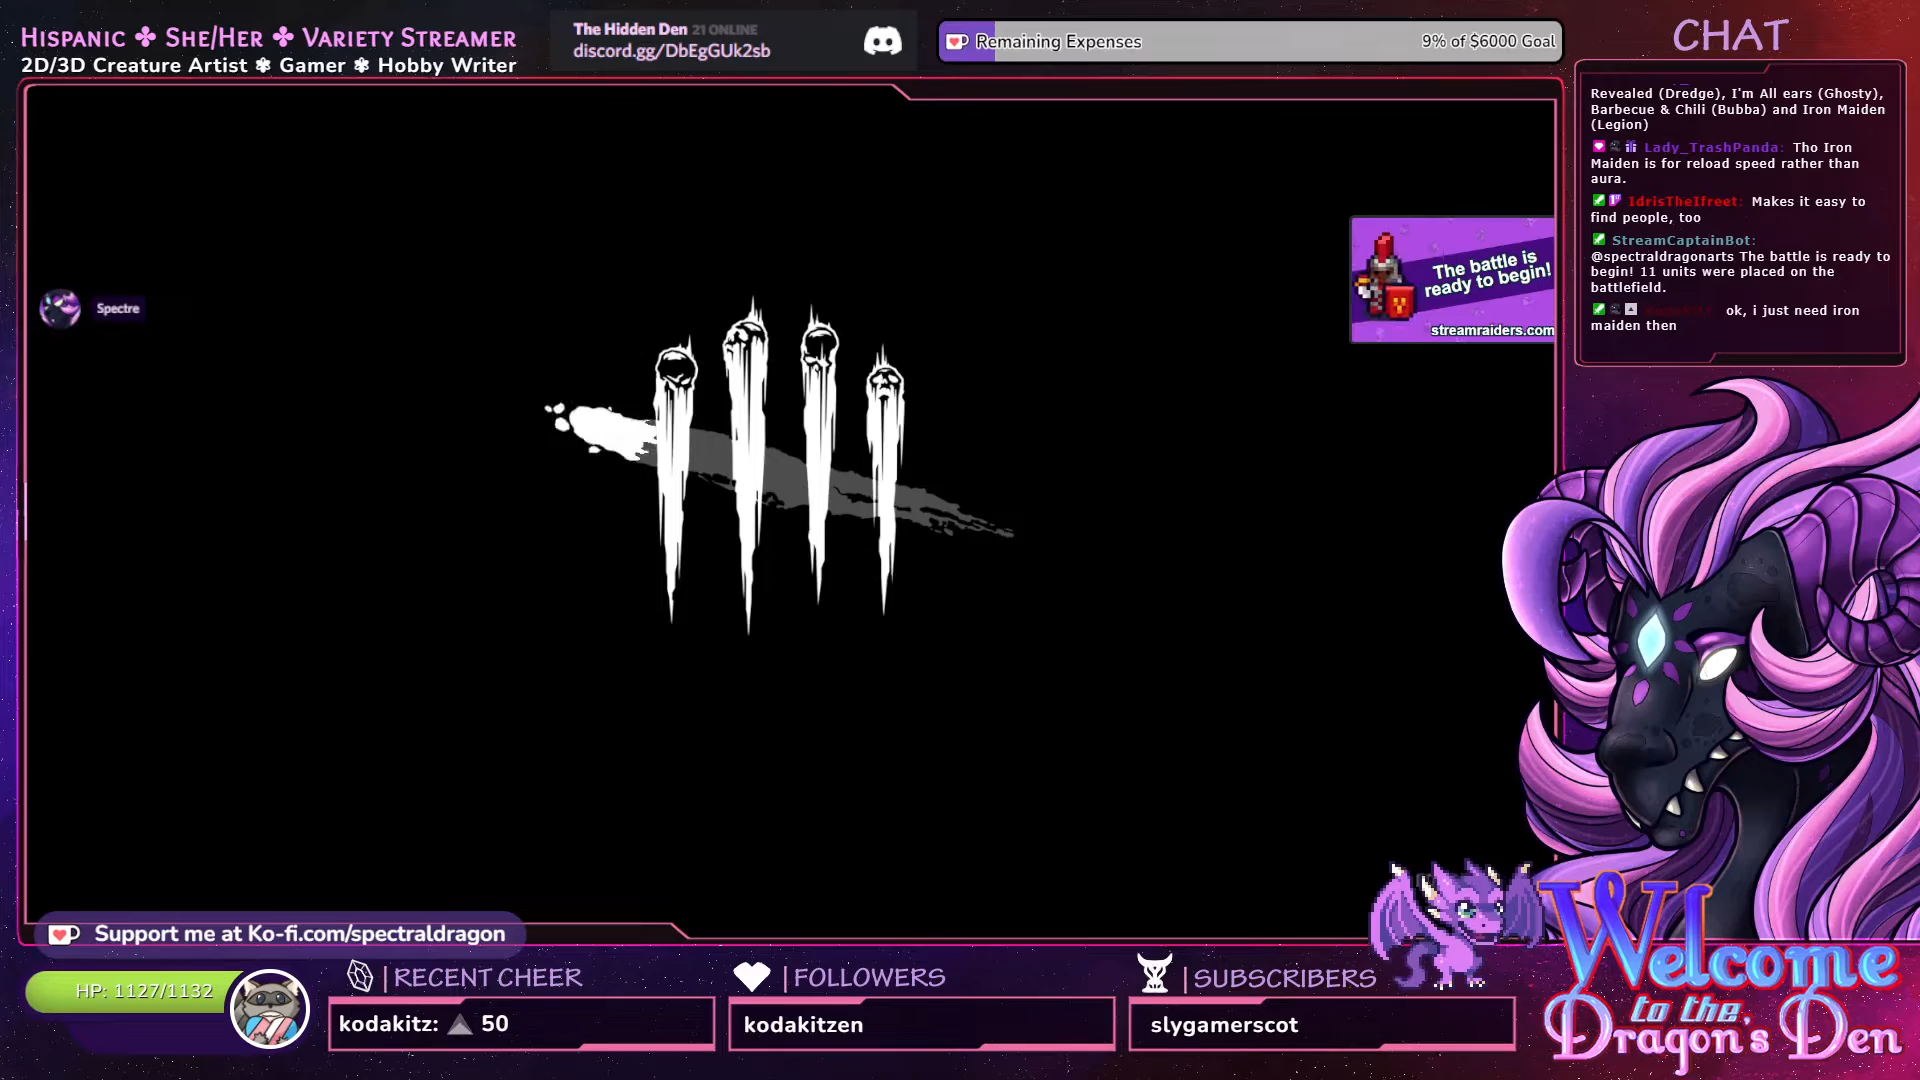 Hispanic ✤ She/Her ✤ Variety Streamer
2D/3D Creature Artist ✽ Gamer ✽ Hobby Writer
The Hidden Den 21 ONLINE
discord.gg/DbEgGUk2sb
Remaining Expenses 9% of $6000 Goal
CHAT
Revealed (Dredge), I'm All ears (Ghosty),
Barbecue & Chili (Bubba) and Iron Maiden
(Legion)
Lady_TrashPanda: Tho Iron
Maiden is for reload speed rather than
aura.
IdrisTheIfreet: Makes it easy to
find people, too
StreamCaptainBot:
@spectraldragonarts The battle is ready to
begin! 11 units were placed on the
battlefield.
ok, i just need iron
maiden then
The battle is
ready to begin!
streamraiders.com
Spectre
Support me at Ko-fi.com/spectraldragon
HP: 1127/1132
RECENT CHEER
kodakitz: 50
FOLLOWERS
kodakitzen
SUBSCRIBERS
slygamerscot
Welcome
to the
Dragon's Den